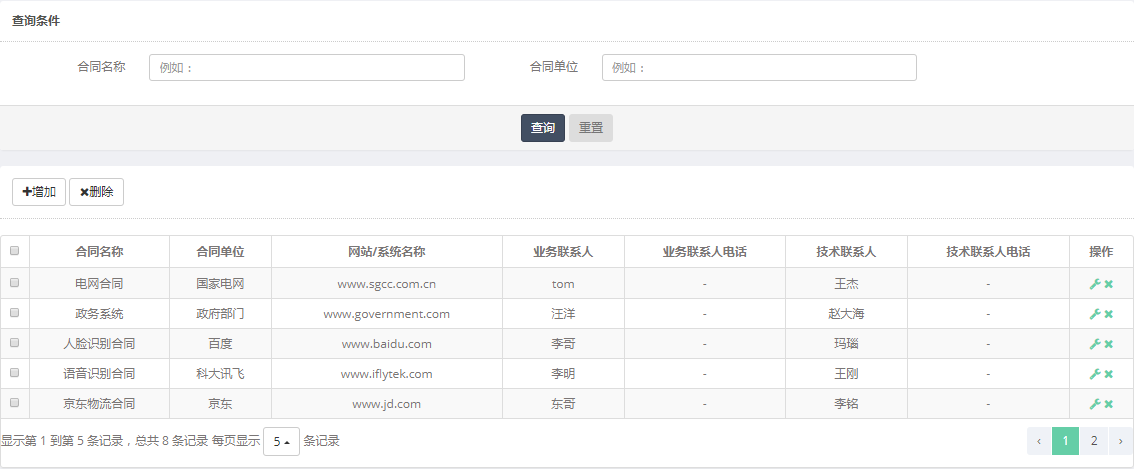 查询条件
合同名称 例如： 合同单位 例如：
查询 重置
增加 删除
合同名称 合同单位 网站/系统名称 业务联系人 业务联系人电话 技术联系人 技术联系人电话 操作
电网合同 国家电网 www.sgcc.com.cn tom - 王杰 -
政务系统 政府部门 www.government.com 汪洋 - 赵大海 -
人脸识别合同 百度 www.baidu.com 李哥 - 玛瑙 -
语音识别合同 科大讯飞 www.iflytek.com 李明 - 王刚 -
京东物流合同 京东 www.jd.com 东哥 - 李铭 -
显示第 1 到第 5 条记录，总共 8 条记录 每页显示 5 条记录 ‹ 1 2 ›